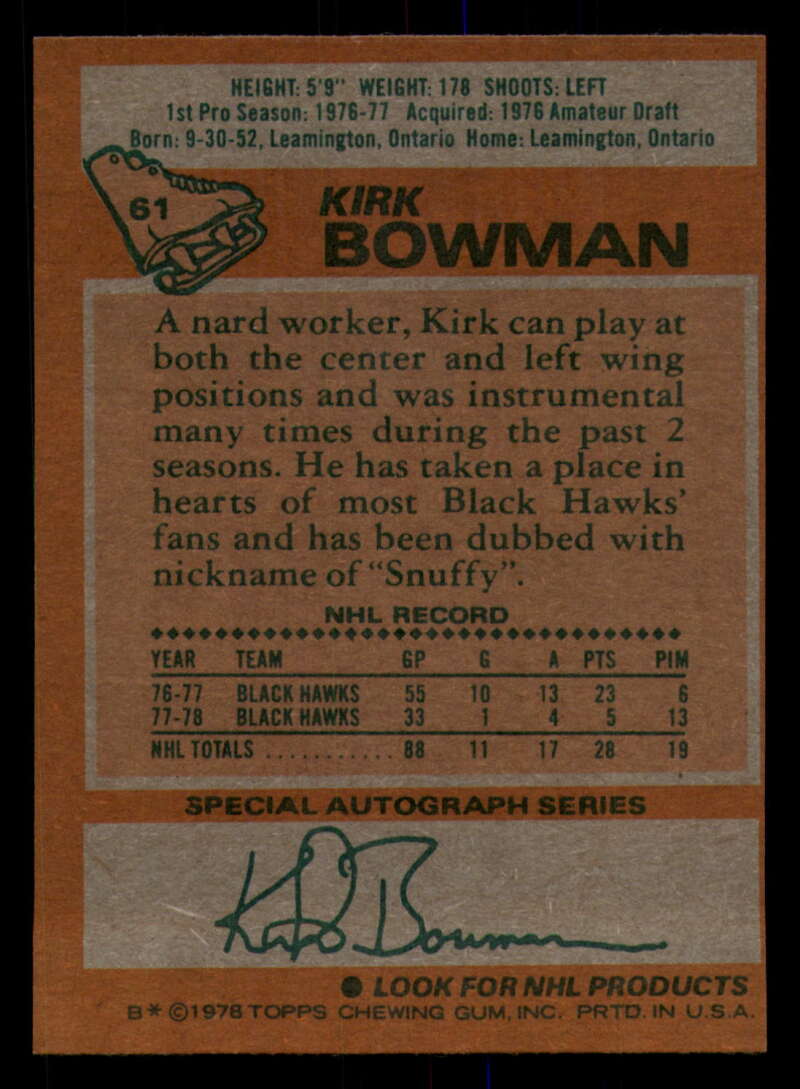 HEIGHT: 5'9" WEIGHT: 178 SHOOTS: LEFT
1st Pro Season: 1976-77 Acquired: 1976 Amateur Draft
Born: 9-30-52, Leamington, Ontario Home: Leamington, Ontario
61
KIRK
BOWMAN
A nard worker, Kirk can play at
both the center and left wing
positions and was instrumental
many times during the past 2
seasons. He has taken a place in
hearts of most Black Hawks'
fans and has been dubbed with
nickname of "Snuffy".
NHL RECORD
YEAR TEAM GP G A PTS PIM
76-77 BLACK HAWKS 55 10 13 23 6
77-78 BLACK HAWKS 33 1 4 5 13
NHL TOTALS ............ 88 11 17 28 19
SPECIAL AUTOGRAPH SERIES
Kirk Bowman
● LOOK FOR NHL PRODUCTS
B* ©1978 TOPPS CHEWING GUM, INC. PRTD. IN U.S.A.